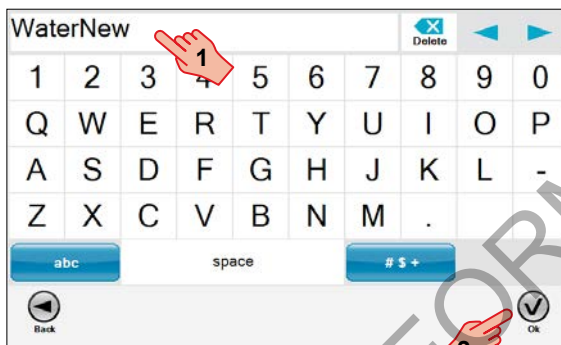 WaterNew Delete
1
1 2 3 4 5 6 7 8 9 0
Q W E R T Y U I O P
A S D F G H J K L -
Z X C V B N M .
abc space # $ +
Back Ok